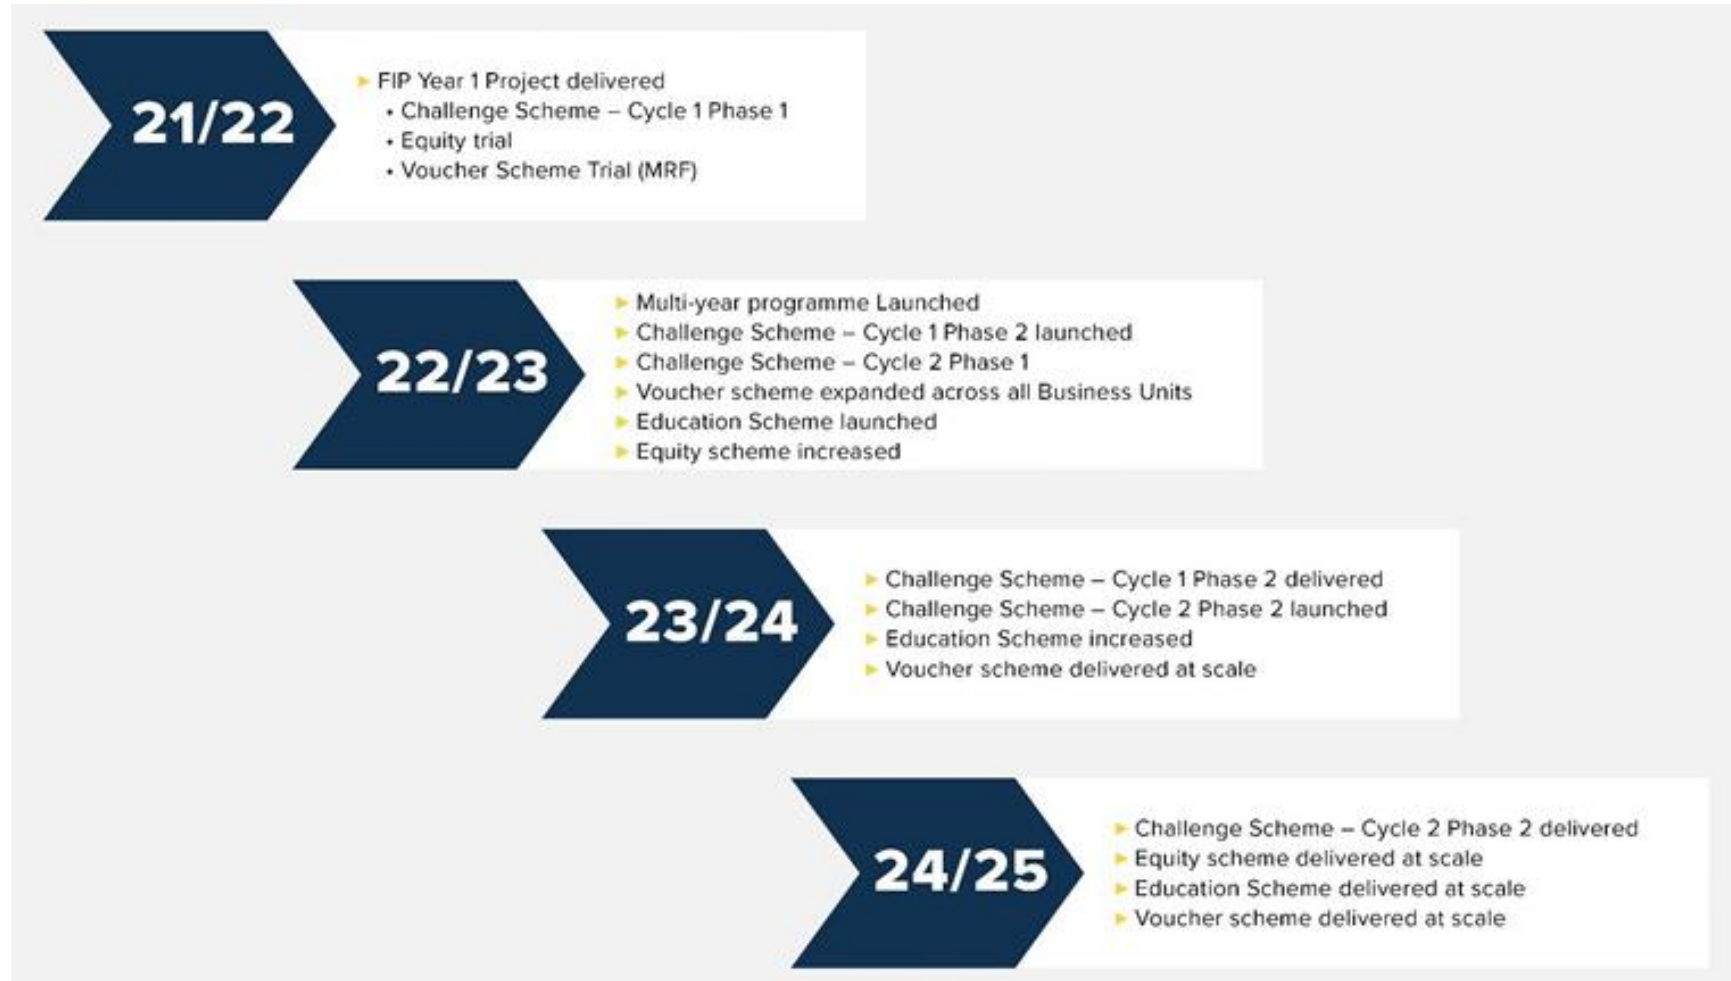 21/22
► FIP Year 1 Project delivered
• Challenge Scheme – Cycle 1 Phase 1
• Equity trial
• Voucher Scheme Trial (MRF)
22/23
► Multi-year programme Launched
► Challenge Scheme – Cycle 1 Phase 2 launched
► Challenge Scheme – Cycle 2 Phase 1
► Voucher scheme expanded across all Business Units
► Education Scheme launched
► Equity scheme increased
23/24
► Challenge Scheme – Cycle 1 Phase 2 delivered
► Challenge Scheme – Cycle 2 Phase 2 launched
► Education Scheme increased
► Voucher scheme delivered at scale
24/25
► Challenge Scheme – Cycle 2 Phase 2 delivered
► Equity scheme delivered at scale
► Education Scheme delivered at scale
► Voucher scheme delivered at scale